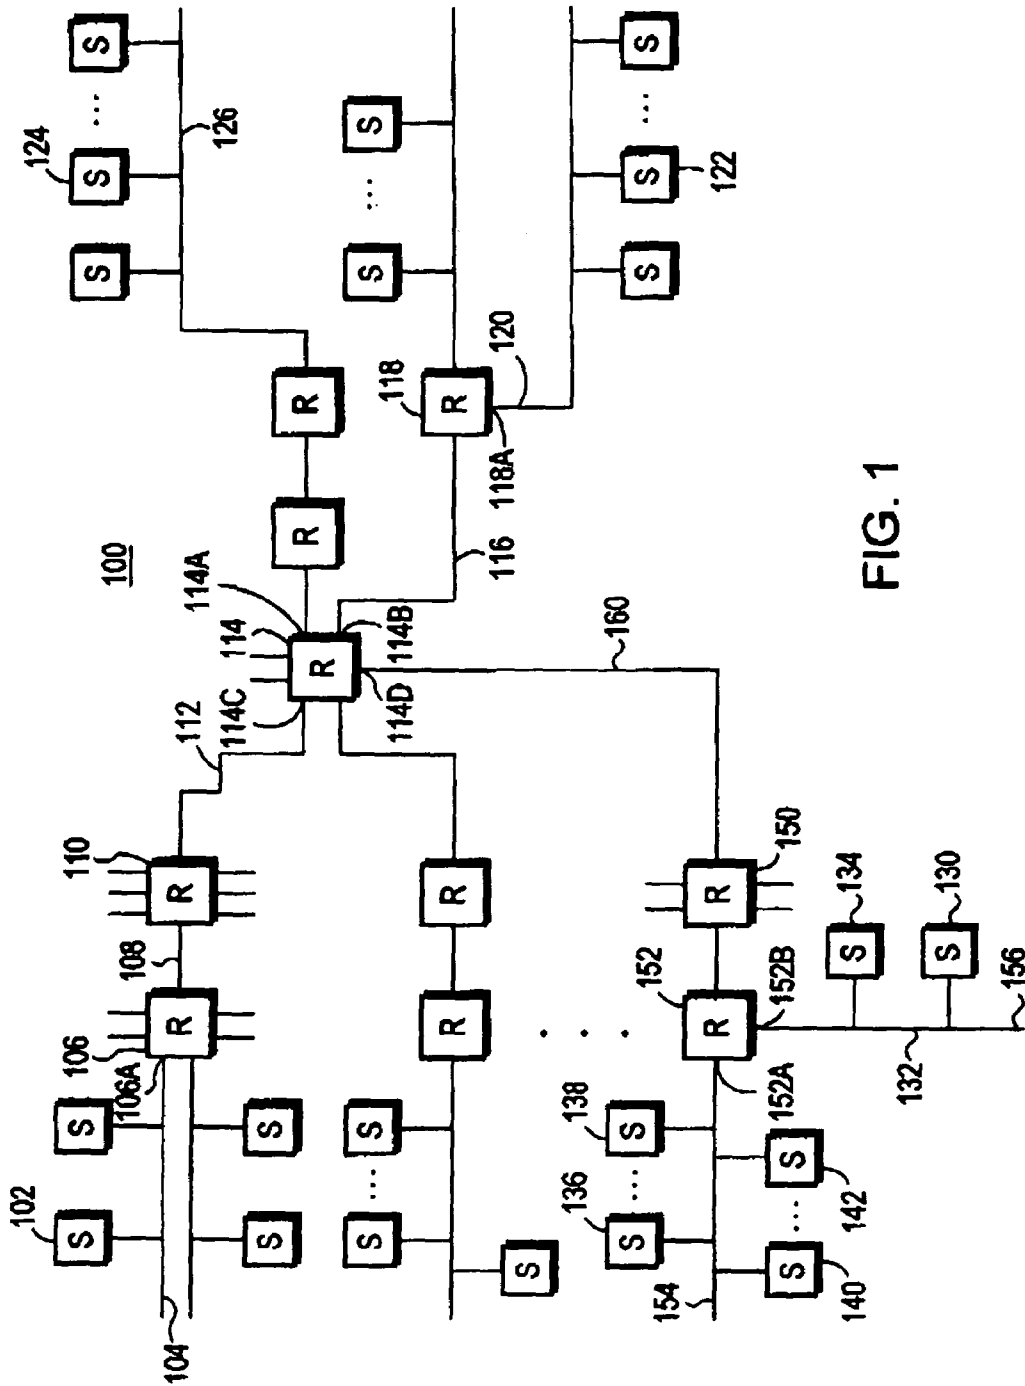 100
104
102
S
S
S
S
106A
106
R
108
110
R
112
114C
114
114A
R
114B
114D
R
R
124
S
S
...
S
126
S
...
S
S
R
R
. . .
116
118
R
118A
120
S
...
S
S
S
...
S
122
160
136
S
...
138
S
154
S
...
S
140
142
152A
152
R
152B
150
R
132
S
134
S
130
156
FIG. 1